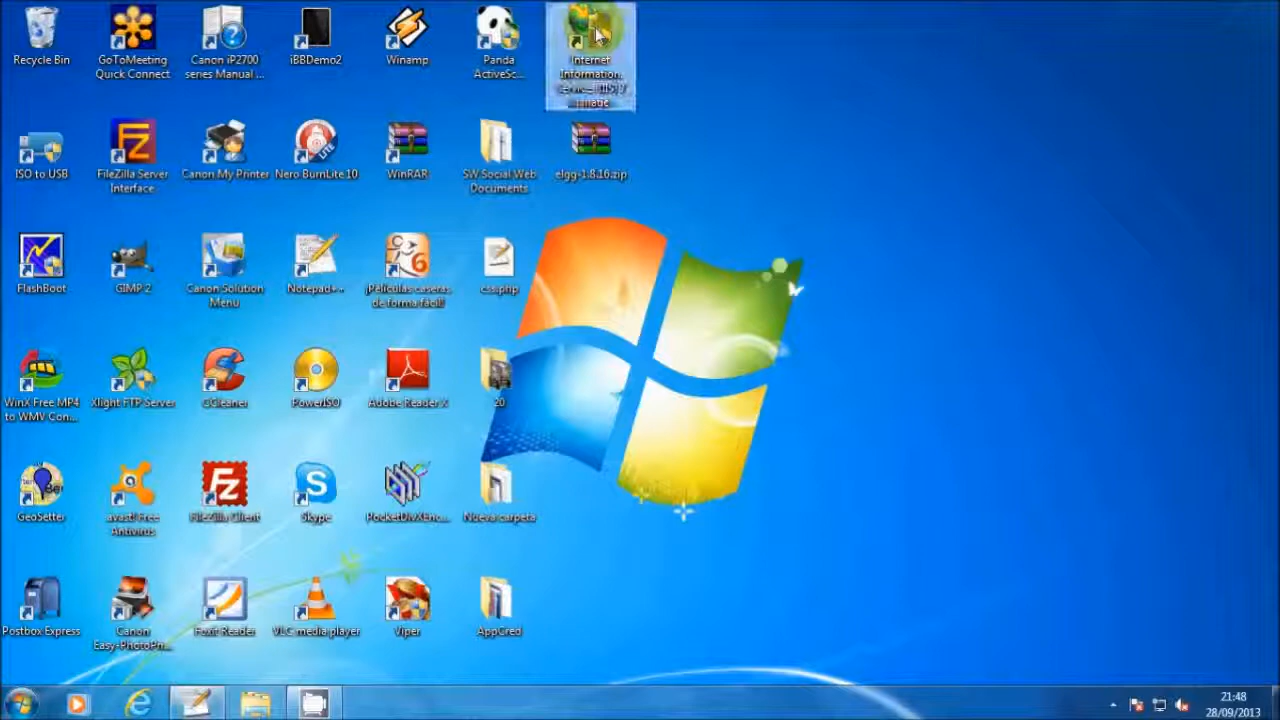 Recycle Bin
GoToMeeting
Quick Connect
Canon iP2700
series Manual ...
iBBDemo2
Winamp
Panda
ActiveSc...
Internet
Information
ISO to USB
FileZilla Server
Interface
Canon My Printer
Nero BurnLite 10
WinRAR
SW Social Web
Documents
elgg-1.8.16.zip
FlashBoot
GIMP 2
Canon Solution
Menu
Notepad++
¡Películas caseras
de forma fácil!
css.php
WinX Free MP4
to WMV Con...
Xlight FTP Server
CCleaner
PowerISO
Adobe Reader X
20
GeoSetter
avast! Free
Antivirus
FileZilla Client
Skype
PocketDivXEnc...
Nueva carpeta
Postbox Express
Canon
Easy-PhotoPri...
Foxit Reader
VLC media player
Viper
AppCred
21:48
28/09/2013